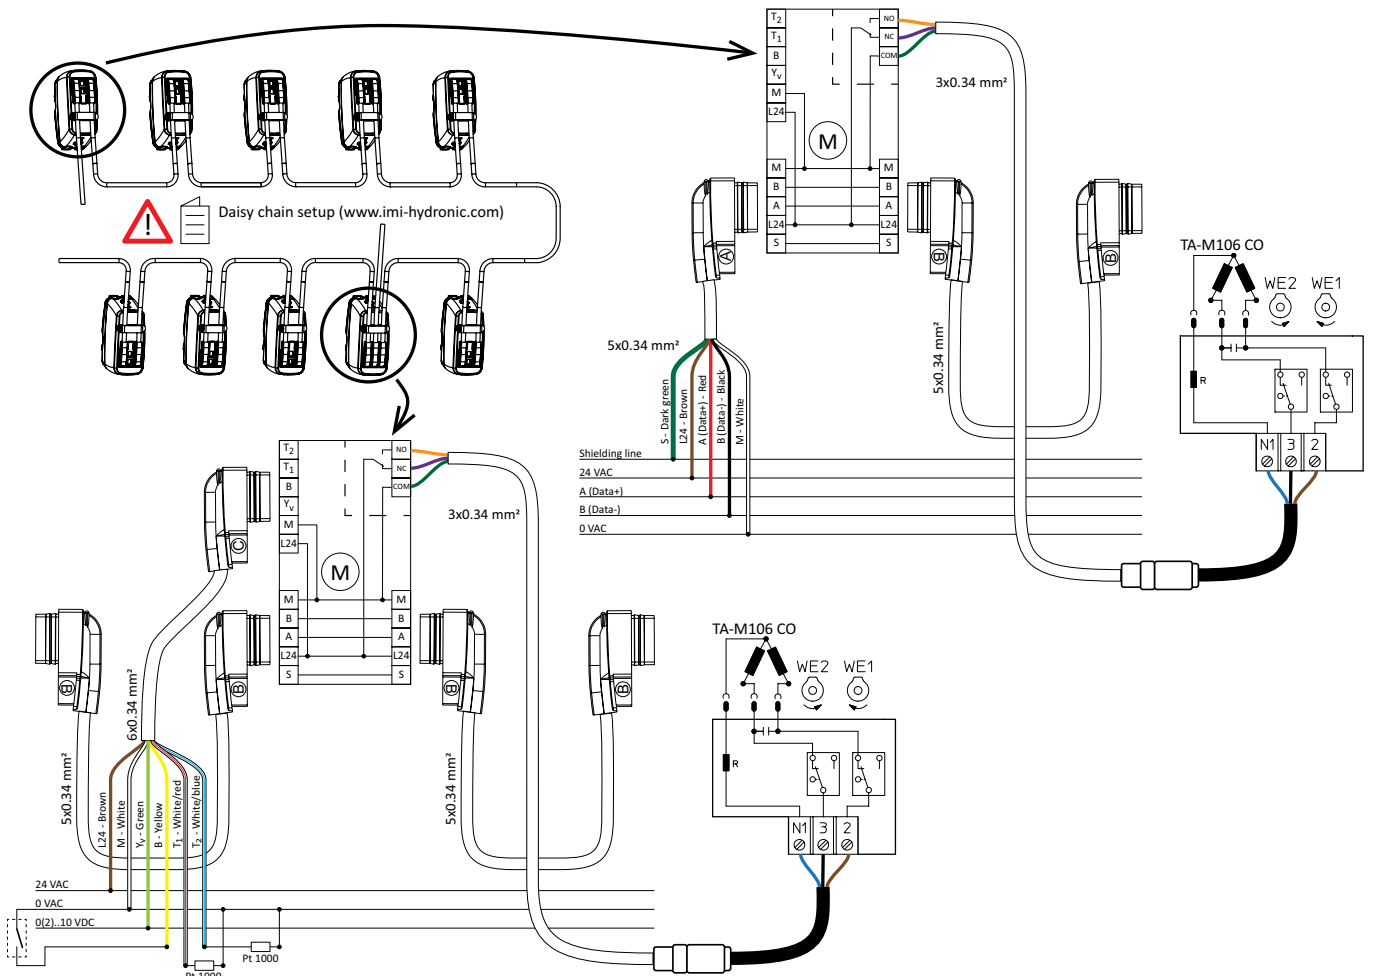 T2
T1
B
Yv
M
L24
NO
NC
COM
3x0.34 mm²
M
M
B
A
L24
S
M
B
A
L24
S
Daisy chain setup (www.imi-hydronic.com)
A
B
B
5x0.34 mm²
5x0.34 mm²
S - Dark green
L24 - Brown
A (Data+) - Red
B (Data-) - Black
M - White
Shielding line
24 VAC
A (Data+)
B (Data-)
0 VAC
TA-M106 CO
WE2
WE1
R
N1
3
2
T2
T1
B
Yv
M
L24
NO
NC
COM
3x0.34 mm²
M
M
B
A
L24
S
M
B
A
L24
S
C
B
B
B
B
6x0.34 mm²
5x0.34 mm²
5x0.34 mm²
L24 - Brown
M - White
Yv - Green
B - Yellow
T1 - White/red
T2 - White/blue
24 VAC
0 VAC
0(2)..10 VDC
Pt 1000
Pt 1000
TA-M106 CO
WE2
WE1
R
N1
3
2